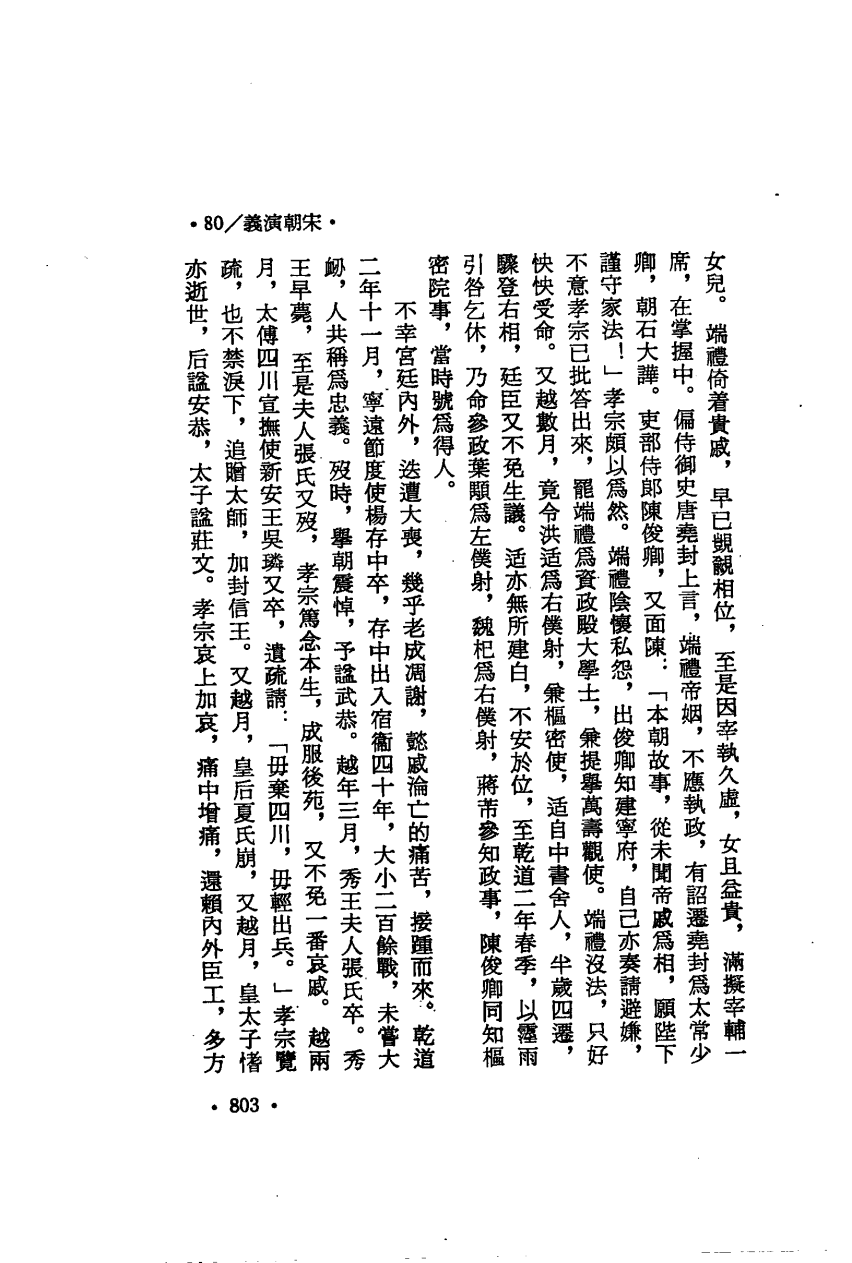 ·80/義演朝宋·
女兒。端禮倚着貴戚，早已覬覦相位，至是因宰執久虛，女且益貴，滿擬宰輔一
席，在掌握中。偏侍御史唐堯封上言，端禮帝姻，不應執政，有詔遷堯封爲太常少
卿，朝石大譁。吏部侍郎陳俊卿，又面陳：「本朝故事，從未聞帝戚爲相，願陛下
謹守家法！」孝宗頗以爲然。端禮陰懷私怨，出俊卿知建寧府，自己亦奏請避嫌，
不意孝宗已批答出來，罷端禮爲資政殿大學士，兼提舉萬壽觀使。端禮沒法，只好
怏怏受命。又越數月，竟令洪适爲右僕射，兼樞密使，适自中書舍人，半歲四遷，
驟登右相，廷臣又不免生議。适亦無所建白，不安於位，至乾道二年春季，以霪雨
引咎乞休，乃命參政葉顒爲左僕射，魏杞爲右僕射，蔣芾參知政事，陳俊卿同知樞
密院事，當時號爲得人。
不幸宮廷內外，迭遭大喪，幾乎老成凋謝，懿戚淪亡的痛苦，接踵而來。乾道
二年十一月，寧遠節度使楊存中卒，存中出入宿衞四十年，大小二百餘戰，未嘗大
衂，人共稱爲忠義。歿時，舉朝震悼，予諡武恭。越年三月，秀王夫人張氏卒。秀
王早薨，至是夫人張氏又歿，孝宗篤念本生，成服後苑，又不免一番哀戚。越兩
月，太傅四川宣撫使新安王吳璘又卒，遺疏請：「毋棄四川，毋輕出兵。」孝宗覽
疏，也不禁淚下，追贈太師，加封信王。又越月，皇后夏氏崩，又越月，皇太子愭
亦逝世，后諡安恭，太子諡莊文。孝宗哀上加哀，痛中增痛，還賴內外臣工，多方
·803·